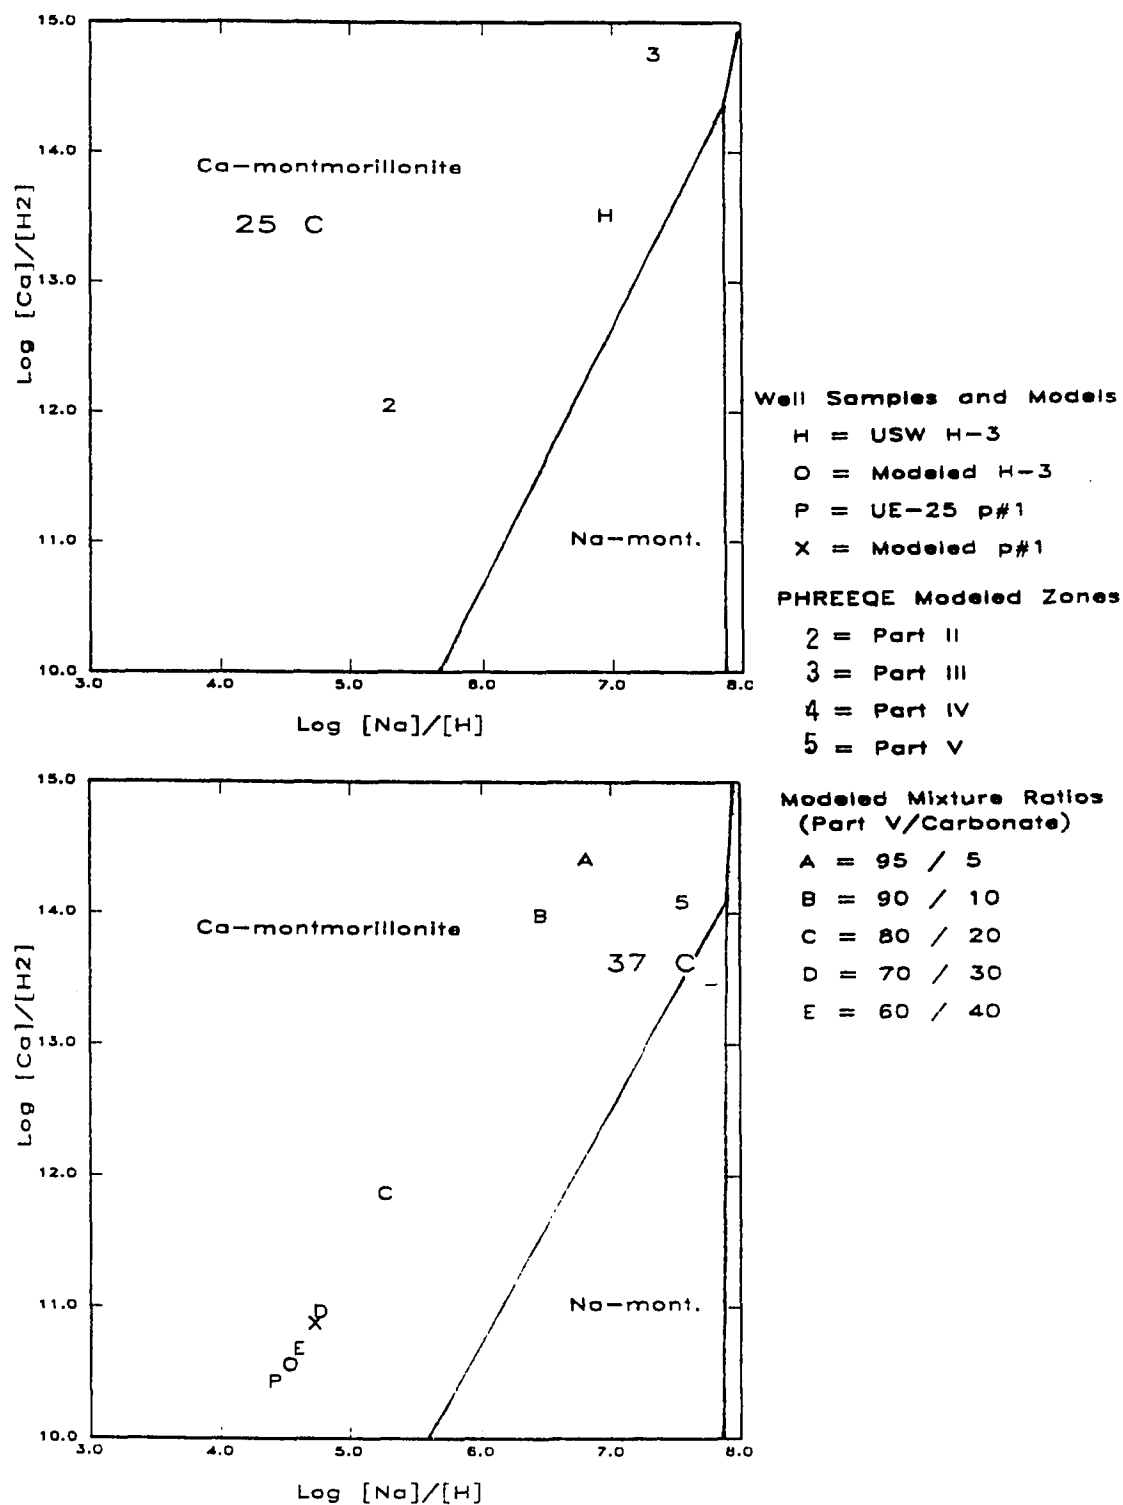 15.0
3
14.0
Ca-montmorillonite
25 C
H
13.0
Log [Ca]/[H2]
12.0
2
11.0
Na-mont.
10.0
3.0 4.0 5.0 6.0 7.0 8.0
Log [Na]/[H]
Well Samples and Models
H = USW H-3
O = Modeled H-3
P = UE-25 p#1
X = Modeled p#1
PHREEQE Modeled Zones
2 = Part II
3 = Part III
4 = Part IV
5 = Part V
Modeled Mixture Ratios
(Part V/Carbonate)
A = 95 / 5
B = 90 / 10
C = 80 / 20
D = 70 / 30
E = 60 / 40
15.0
A
14.0
B
5
Ca-montmorillonite
37 C
13.0
Log [Ca]/[H2]
12.0
C
11.0
D
X
E
O
P
Na-mont.
10.0
3.0 4.0 5.0 6.0 7.0 8.0
Log [Na]/[H]